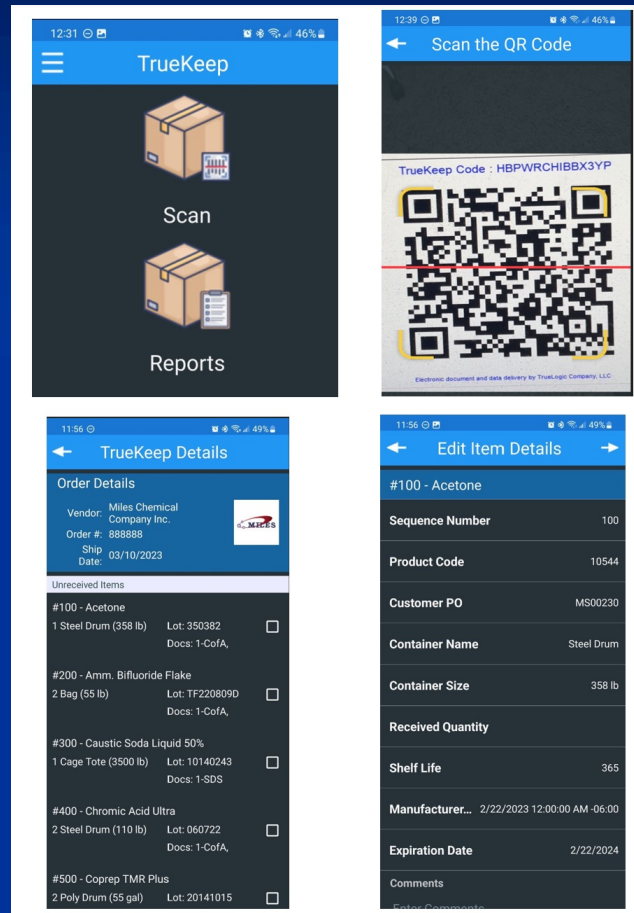 12:31 46%
TrueKeep
Scan
Reports
12:39 46%
Scan the QR Code
TrueKeep Code : HBPWRCHIBBX3YP
Electronic document and data delivery by TrueLogic Company, LLC.
11:56 49%
TrueKeep Details
Order Details
Vendor: Miles Chemical
Company Inc.
MILES
Order #: 888888
Ship
Date: 03/10/2023
Unreceived Items
#100 - Acetone
1 Steel Drum (358 lb) Lot: 350382
Docs: 1-CofA,
#200 - Amm. Bifluoride Flake
2 Bag (55 lb) Lot: TF220809D
Docs: 1-CofA,
#300 - Caustic Soda Liquid 50%
1 Cage Tote (3500 lb) Lot: 10140243
Docs: 1-SDS
#400 - Chromic Acid Ultra
2 Steel Drum (110 lb) Lot: 060722
Docs: 1-CofA,
#500 - Coprep TMR Plus
2 Poly Drum (55 gal) Lot: 20141015
11:56 49%
Edit Item Details
#100 - Acetone
Sequence Number 100
Product Code 10544
Customer PO MS00230
Container Name Steel Drum
Container Size 358 lb
Received Quantity
Shelf Life 365
Manufacturer... 2/22/2023 12:00:00 AM -06:00
Expiration Date 2/22/2024
Comments
Enter Comments